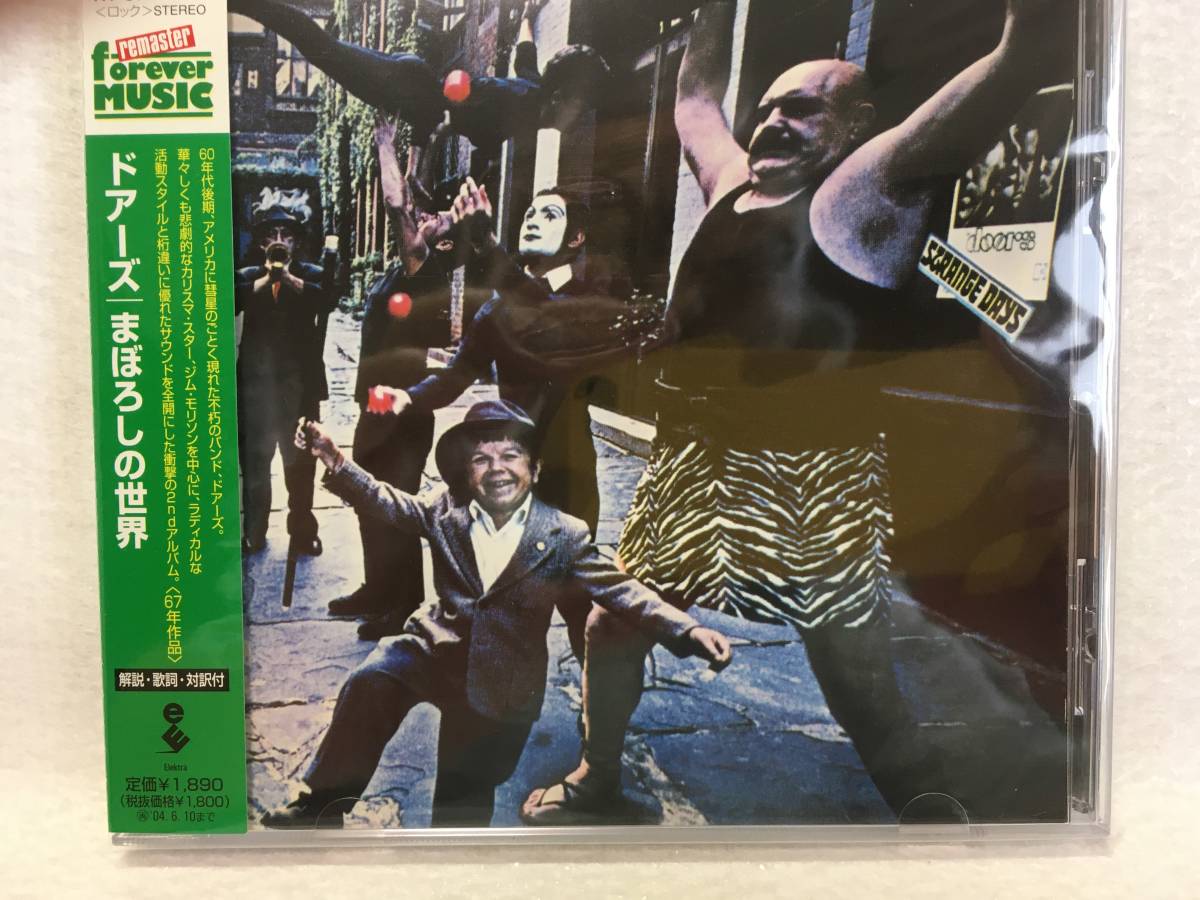 〈ロック〉STEREO
remaster
forever
MUSIC
ドアーズ|まぼろしの世界
60年代後期、アメリカに彗星のごとく現れた不朽のバンド、ドアーズ。
華々しくも悲劇的なカリスマ・スター、ジム・モリソンを中心に、ラディカルな
活動スタイルと桁違いに優れたサウンドを全開にした衝撃の2ndアルバム。〈67年作品〉
解説・歌詞・対訳付
Elektra
定価¥1,890
(税抜価格¥1,800)
'04. 6. 10まで
doors
STRANGE DAYS